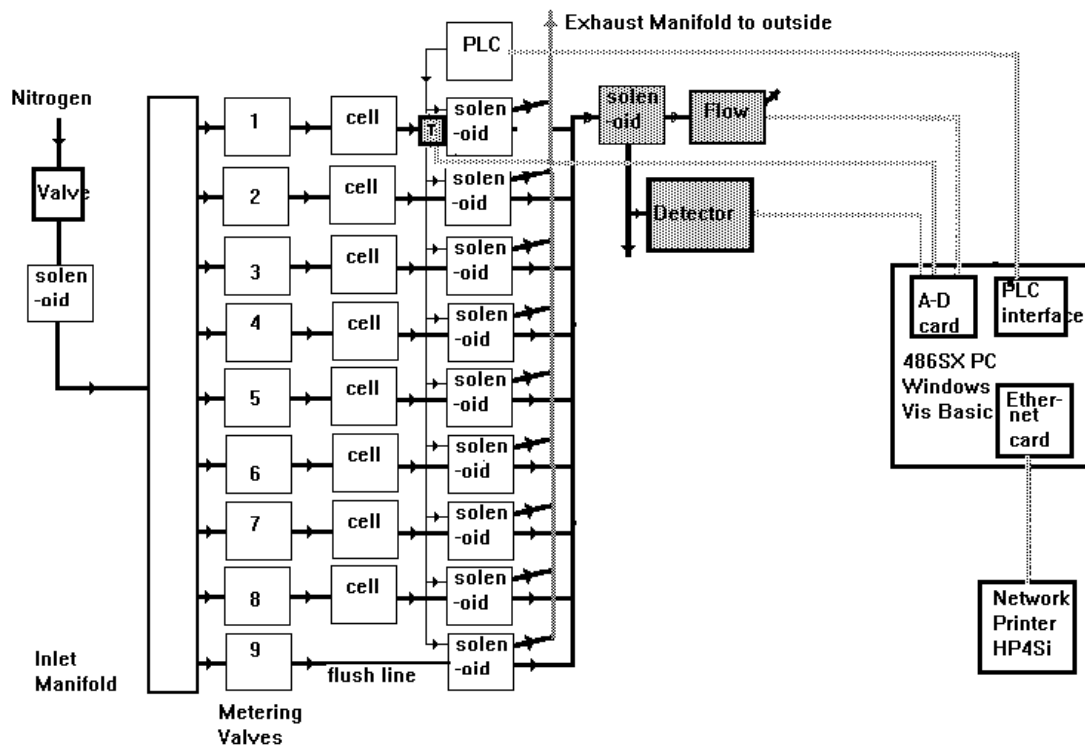 Exhaust Manifold to outside
PLC
Nitrogen
Valve
solen
-oid
Inlet
Manifold
1
cell
T
solen
-oid
2
cell
solen
-oid
3
cell
solen
-oid
4
cell
solen
-oid
5
cell
solen
-oid
6
cell
solen
-oid
7
cell
solen
-oid
8
cell
solen
-oid
9
flush line
solen
-oid
Metering
Valves
solen
-oid
Flow
Detector
A-D
card
PLC
interface
486SX PC
Windows
Vis Basic
Ether-
net
card
Network
Printer
HP4Si